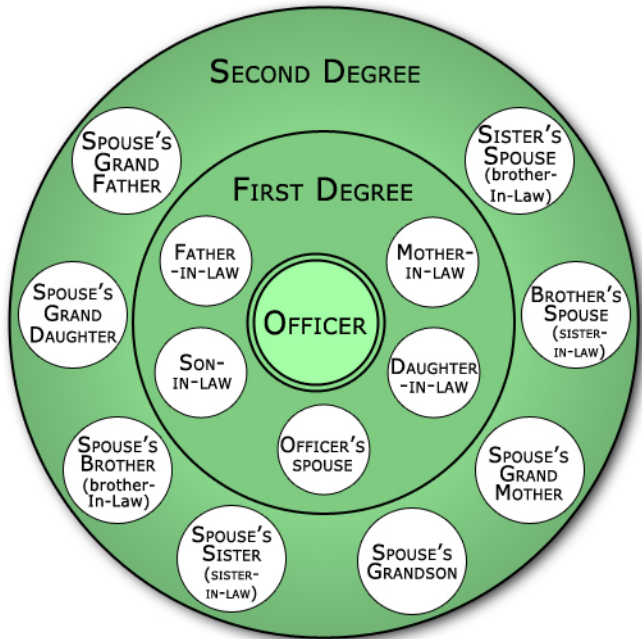 SECOND DEGREE
SPOUSE'S
GRAND
FATHER
SISTER'S
SPOUSE
(brother-
In-Law)
FIRST DEGREE
FATHER
-IN-LAW
MOTHER-
IN-LAW
SPOUSE'S
GRAND
DAUGHTER
OFFICER
BROTHER'S
SPOUSE
(SISTER-
IN-LAW)
SON-
IN-LAW
DAUGHTER
-IN-LAW
SPOUSE'S
BROTHER
(brother-
In-Law)
OFFICER'S
SPOUSE
SPOUSE'S
GRAND
MOTHER
SPOUSE'S
SISTER
(SISTER-
IN-LAW)
SPOUSE'S
GRANDSON